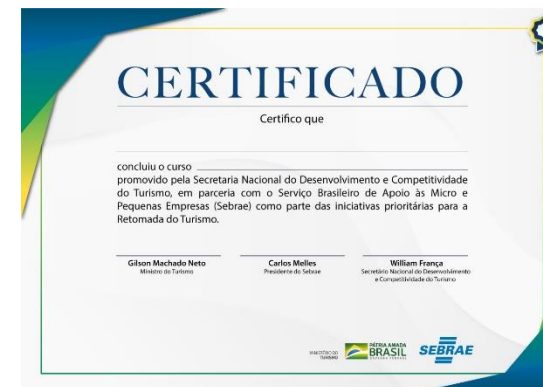 CERTIFICADO
Certifico que
concluiu o curso
promovido pela Secretaria Nacional do Desenvolvimento e Competitividade
do Turismo, em parceria com o Serviço Brasileiro de Apoio às Micro e
Pequenas Empresas (Sebrae) como parte das iniciativas prioritárias para a
Retomada do Turismo.
Gilson Machado Neto
Ministro do Turismo
Carlos Melles
Presidente do Sebrae
William França
Secretário Nacional do Desenvolvimento
e Competitividade do Turismo
MINISTÉRIO DO
TURISMO
PÁTRIA AMADA
BRASIL
SEBRAE